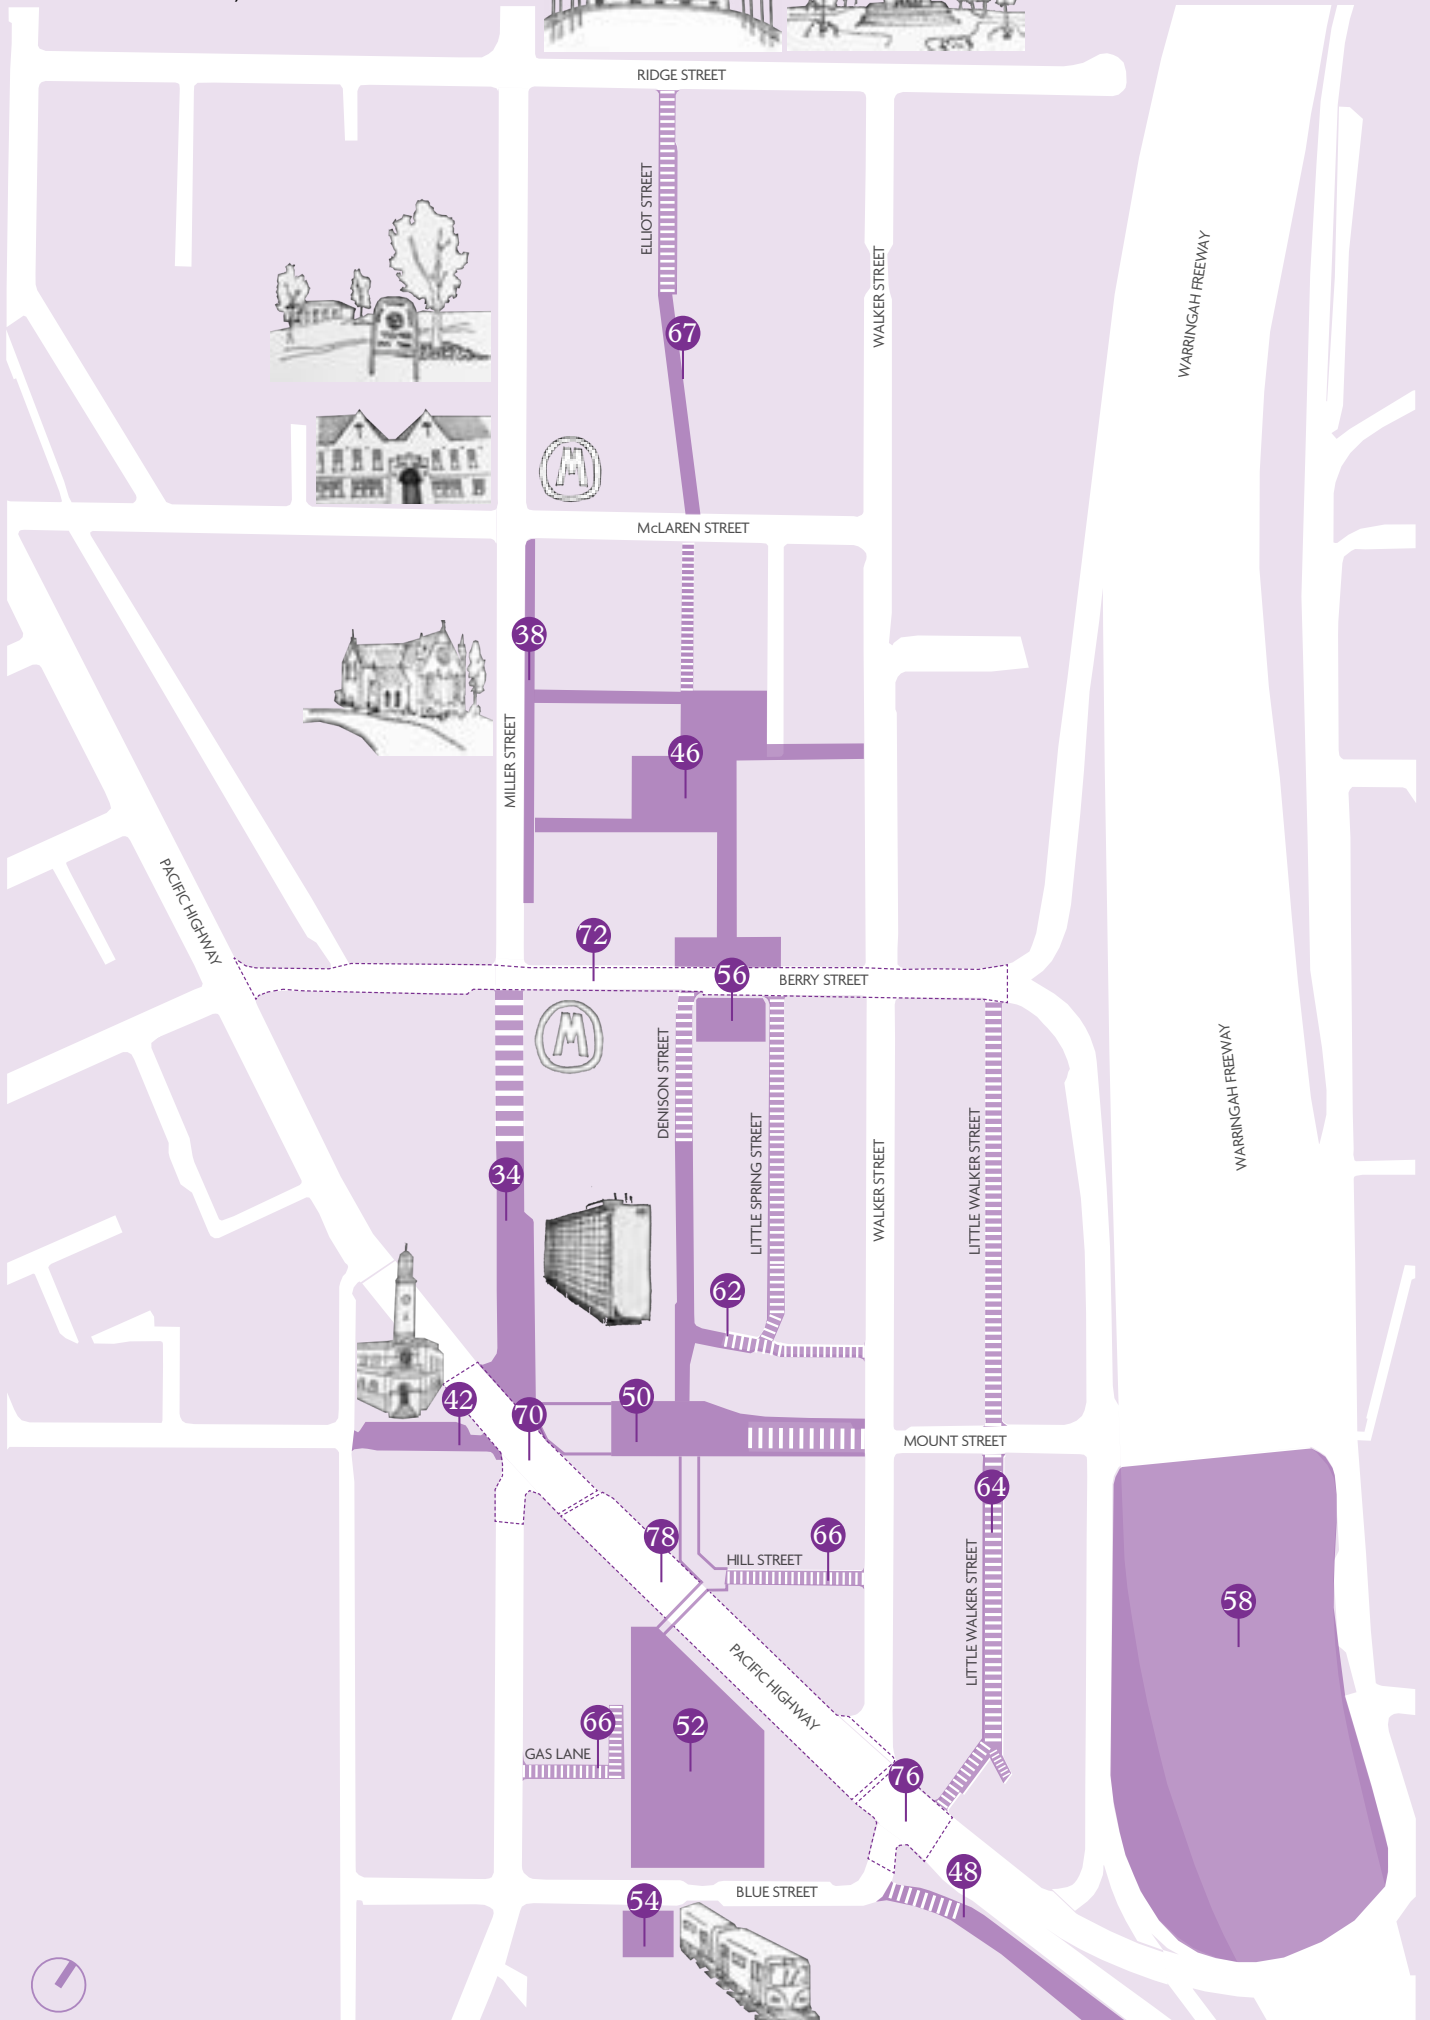 RIDGE STREET
ELLIOT STREET
WALKER STREET
WARRINGAH FREEWAY
67
M
McLAREN STREET
38
MILLER STREET
46
PACIFIC HIGHWAY
72
56
BERRY STREET
M
DENISON STREET
LITTLE SPRING STREET
WALKER STREET
LITTLE WALKER STREET
WARRINGAH FREEWAY
34
62
42
70
50
MOUNT STREET
64
78
HILL STREET
66
LITTLE WALKER STREET
58
PACIFIC HIGHWAY
66
52
GAS LANE
76
48
BLUE STREET
54